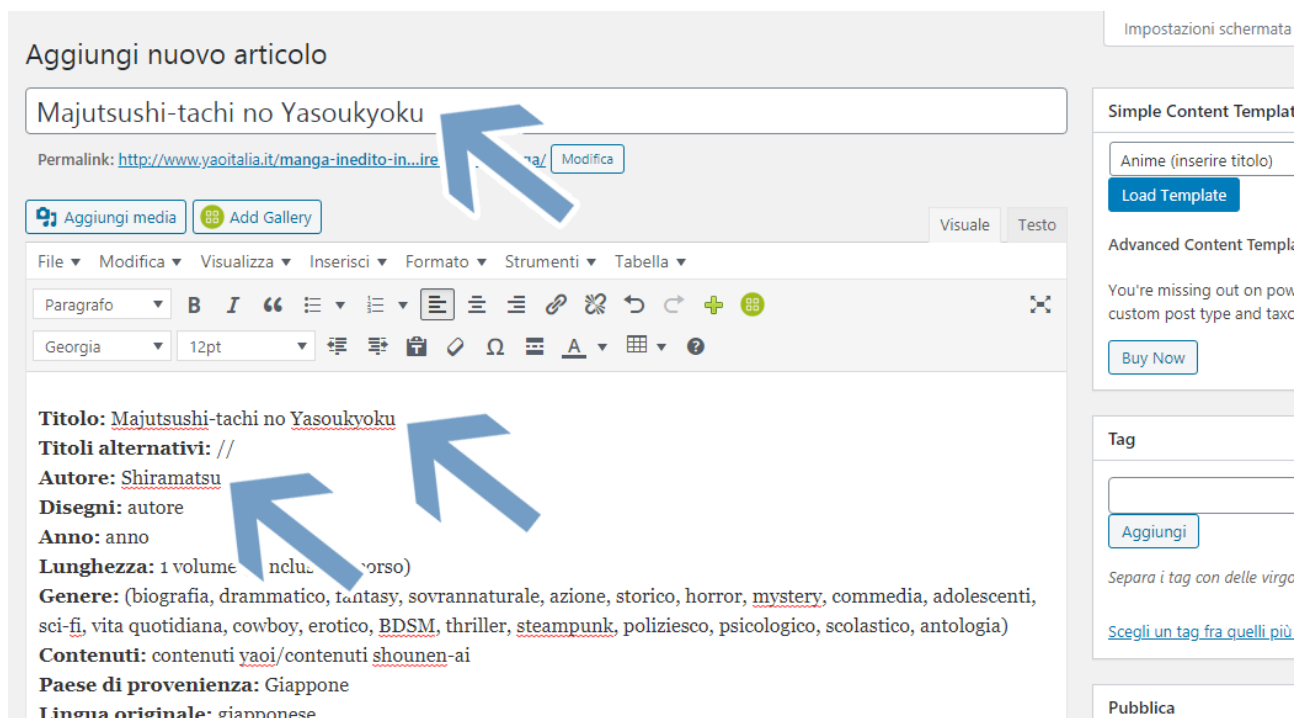 Impostazioni schermata
Aggiungi nuovo articolo
Majutsushi-tachi no Yasoukyoku
Permalink: http://www.yaoitalia.it/manga-inedito-in...ire ga/ Modifica
Aggiungi media Add Gallery
Visuale Testo
File Modifica Visualizza Inserisci Formato Strumenti Tabella
Paragrafo B I
Georgia 12pt Ω A
Titolo: Majutsushi-tachi no Yasoukyoku
Titoli alternativi: //
Autore: Shiramatsu
Disegni: autore
Anno: anno
Lunghezza: 1 volume orso)
Genere: (biografia, drammatico, fantasy, sovrannaturale, azione, storico, horror, mystery, commedia, adolescenti,
sci-fi, vita quotidiana, cowboy, erotico, BDSM, thriller, steampunk, poliziesco, psicologico, scolastico, antologia)
Contenuti: contenuti yaoi/contenuti shounen-ai
Paese di provenienza: Giappone
Lingua originale: giapponese
Simple Content Templat
Anime (inserire titolo)
Load Template
Advanced Content Templa
You're missing out on pow
custom post type and taxo
Buy Now
Tag
Aggiungi
Separa i tag con delle virgo
Scegli un tag fra quelli più
Pubblica